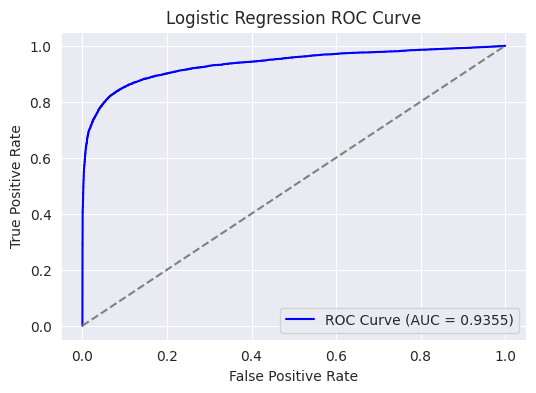 Logistic Regression ROC Curve
True Positive Rate
1.0
0.8
0.6
0.4
0.2
0.0
ROC Curve (AUC = 0.9355)
0.0 0.2 0.4 0.6 0.8 1.0
False Positive Rate